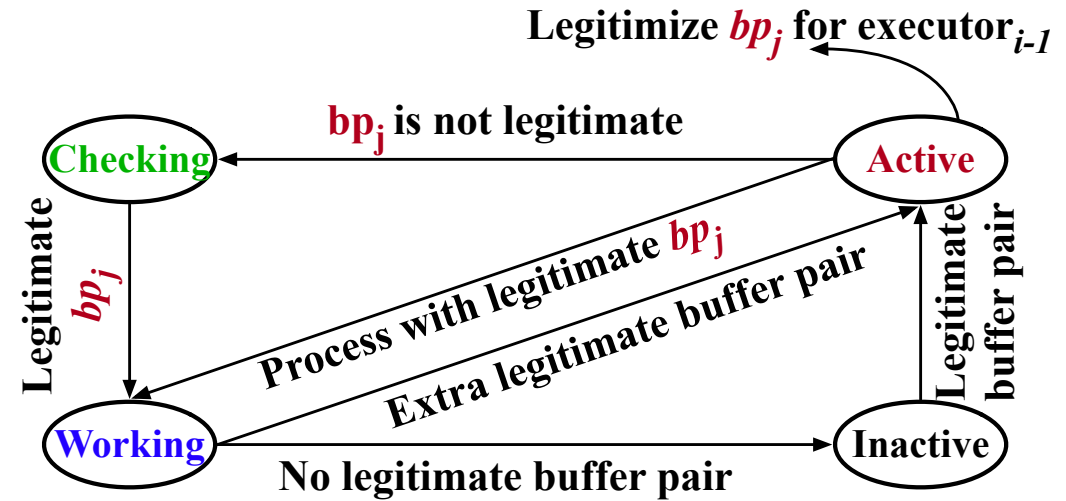 Legitimize bpj for executori-1
bpj is not legitimate
Checking
Active
Legitimate
bpj
Process with legitimate bpj
Extra legitimate buffer pair
Legitimate
buffer pair
Working
Inactive
No legitimate buffer pair